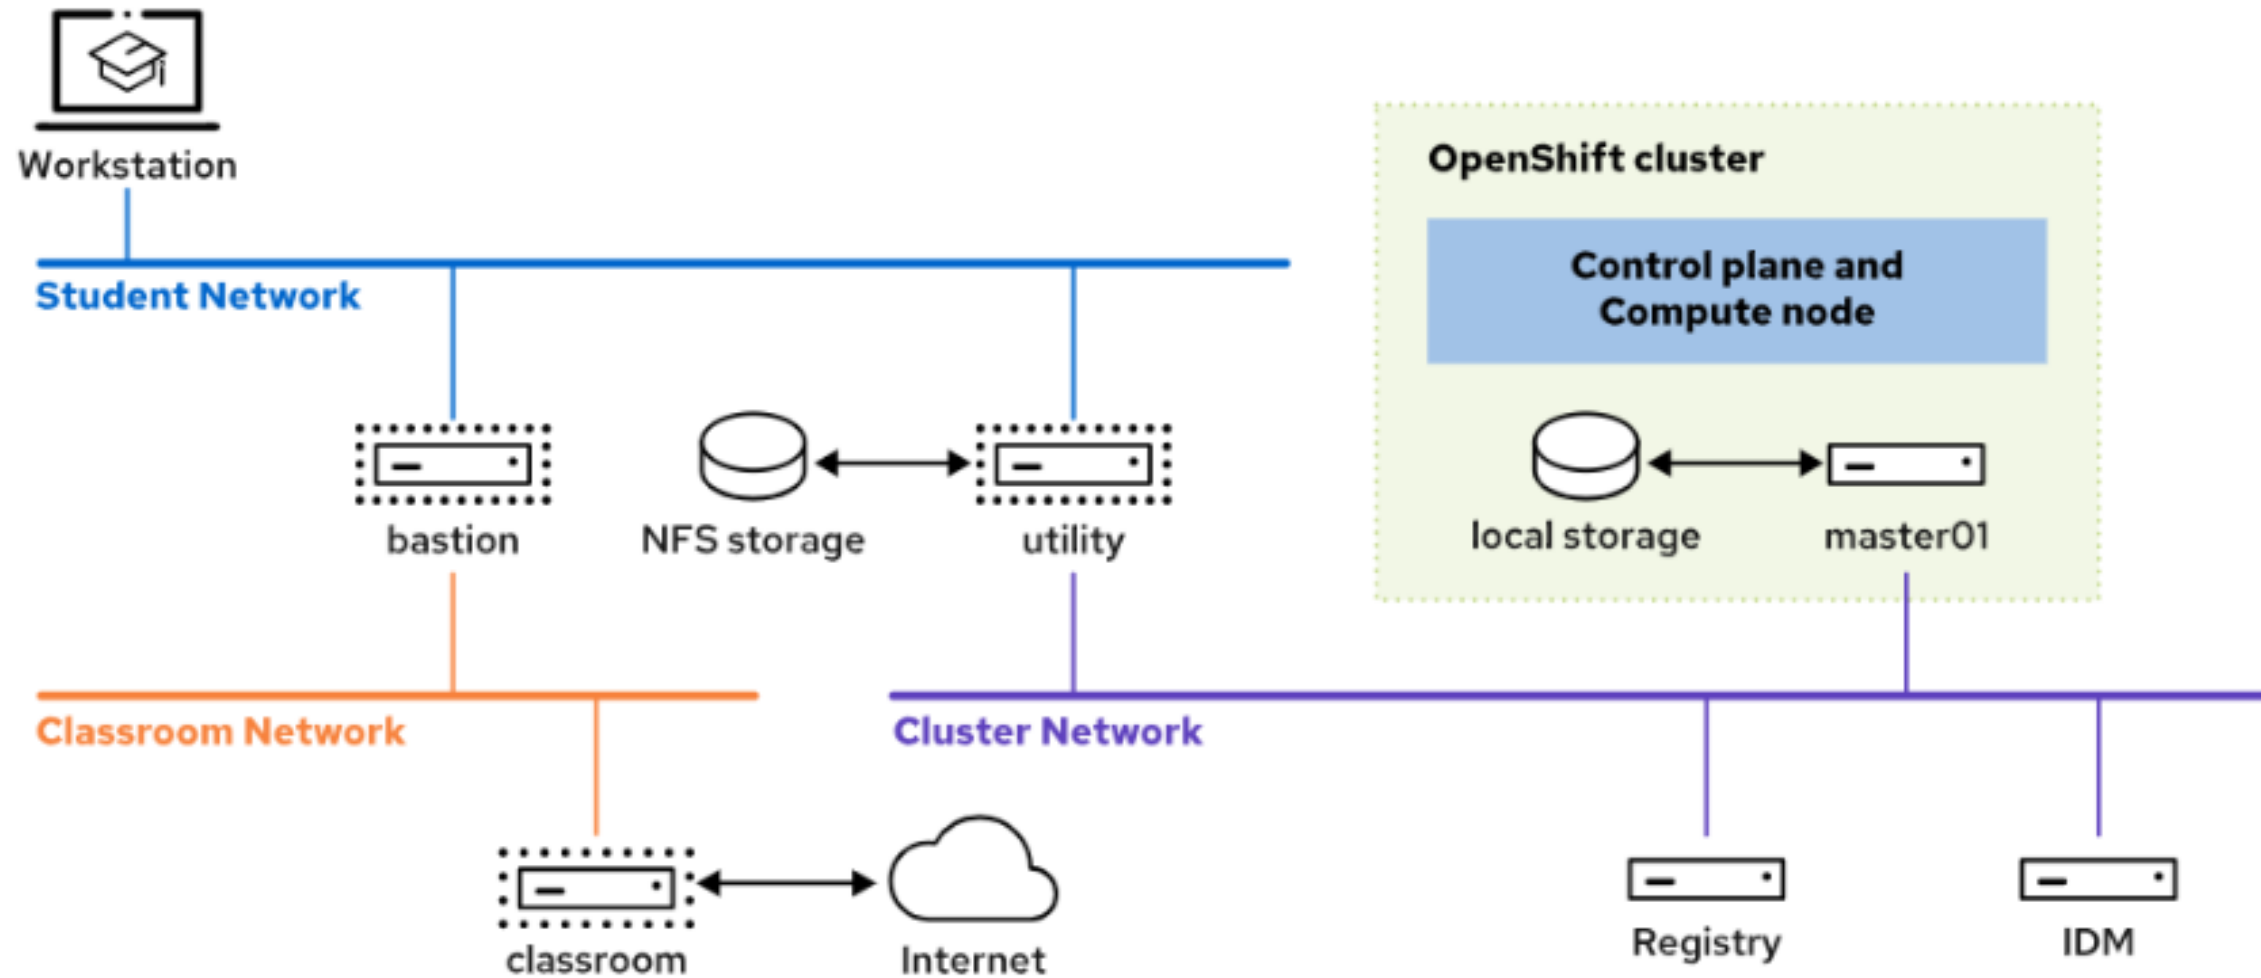 Workstation
Student Network
OpenShift cluster
Control plane and
Compute node
bastion
NFS storage
utility
local storage
master01
Classroom Network
Cluster Network
classroom
Internet
Registry
IDM